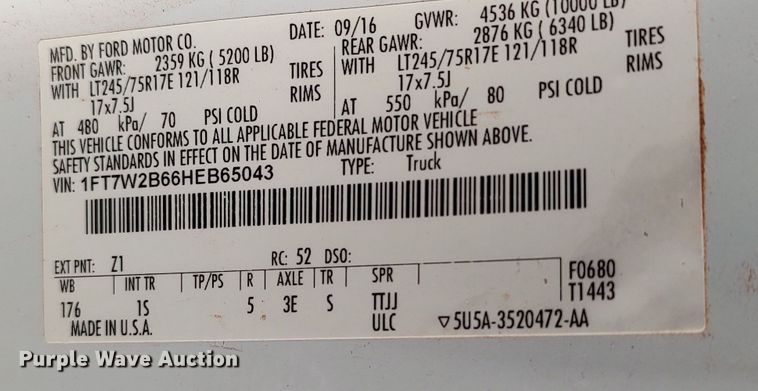 MFD. BY FORD MOTOR CO. DATE: 09/16 GVWR: 4536 KG (10000 LB)
FRONT GAWR: 2359 KG ( 5200 LB) REAR GAWR: 2876 KG ( 6340 LB)
WITH LT245/75R17E 121/118R TIRES WITH LT245/75R17E 121/118R TIRES
17x7.5J RIMS 17x7.5J RIMS
AT 480 kPa/ 70 PSI COLD AT 550 kPa/ 80 PSI COLD
THIS VEHICLE CONFORMS TO ALL APPLICABLE FEDERAL MOTOR VEHICLE
SAFETY STANDARDS IN EFFECT ON THE DATE OF MANUFACTURE SHOWN ABOVE.
VIN: 1FT7W2B66HEB65043 TYPE: Truck
EXT PNT: Z1 RC: 52 DSO:
WB INT TR TP/PS R AXLE TR SPR F0680
176 1S 5 3E S TTJJ T1443
MADE IN U.S.A. ULC ▽5U5A-3520472-AA
Purple Wave Auction